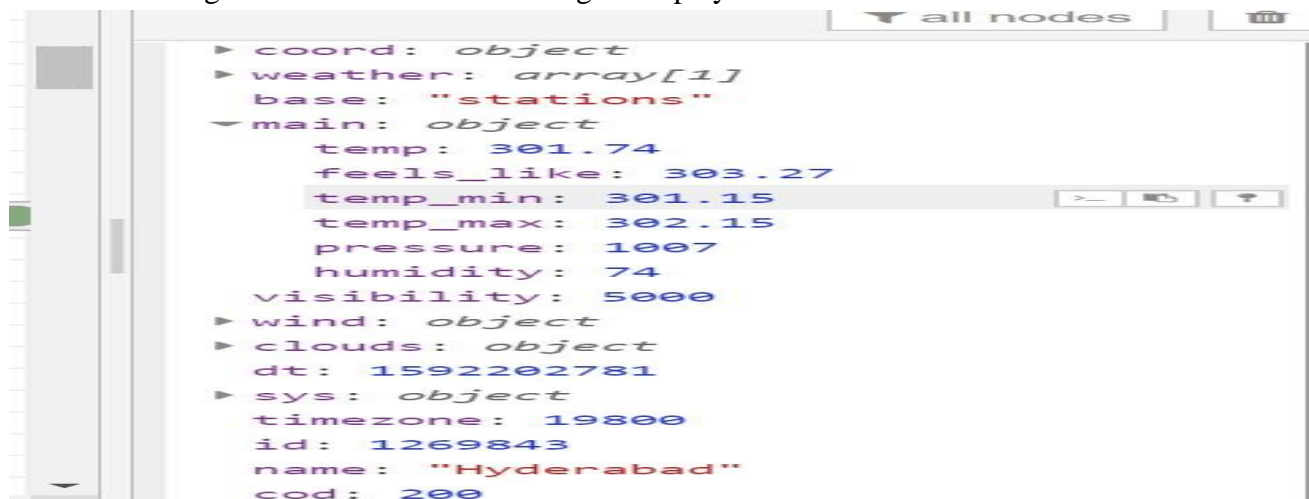 all nodes
coord: object
weather: array[1]
base: "stations"
main: object
temp: 301.74
feels_like: 303.27
temp_min: 301.15
temp_max: 302.15
pressure: 1007
humidity: 74
visibility: 5000
wind: object
clouds: object
dt: 1592202781
sys: object
timezone: 19800
id: 1269843
name: "Hyderabad"
cod: 200